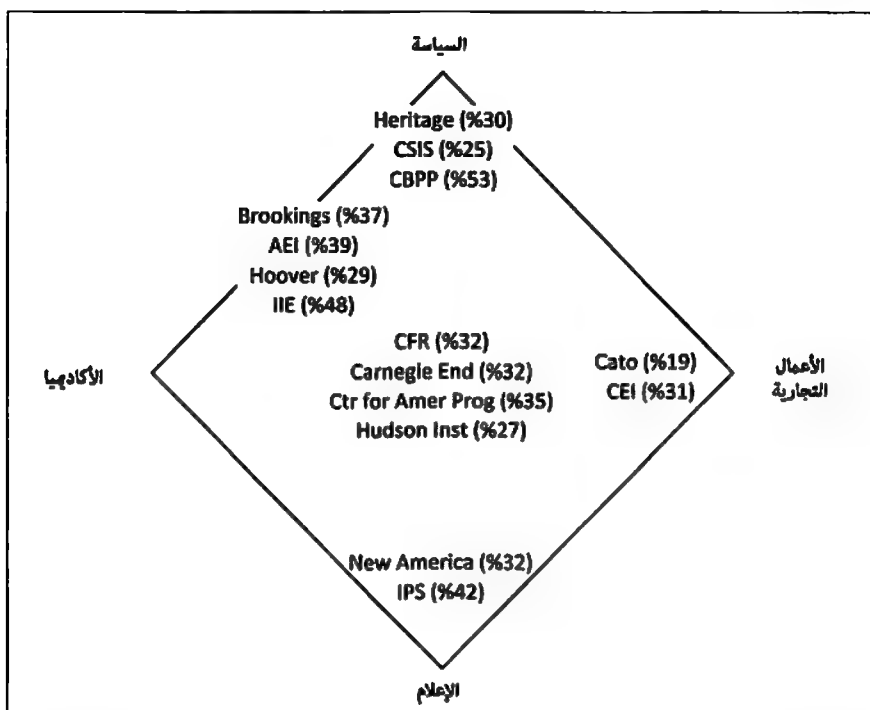 السياسة
Heritage (%30)
CSIS (%25)
CBPP (%53)
Brookings (%37)
AEI (%39)
Hoover (%29)
IIE (%48)
CFR (%32)
Carnegie End (%32)
Ctr for Amer Prog (%35)
Hudson Inst (%27)
Cato (%19)
CEI (%31)
الأعمال
التجارية
الأكاديميا
New America (%32)
IPS (%42)
الإعلام